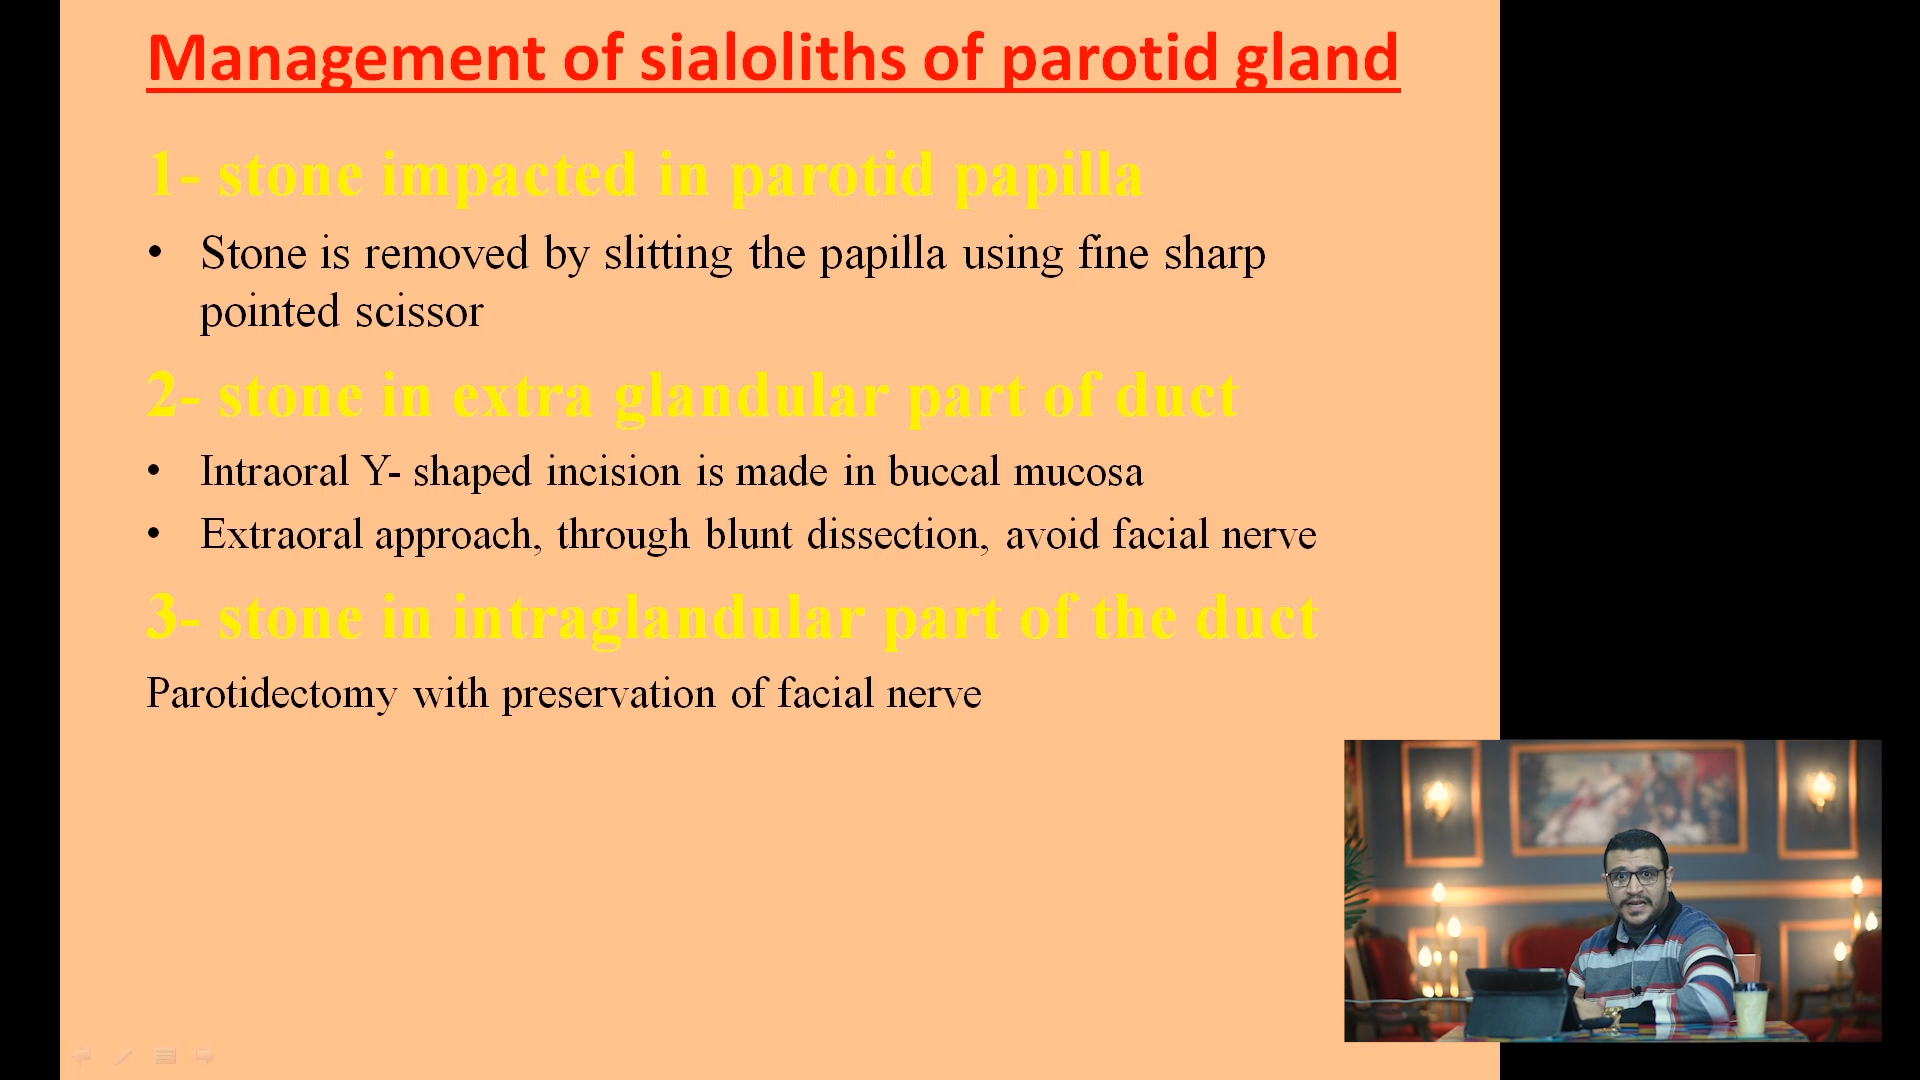 Management of sialoliths of parotid gland
1- stone impacted in parotid papilla
• Stone is removed by slitting the papilla using fine sharp
pointed scissor
2- stone in extra glandular part of duct
• Intraoral Y- shaped incision is made in buccal mucosa
• Extraoral approach, through blunt dissection, avoid facial nerve
3- stone in intraglandular part of the duct
Parotidectomy with preservation of facial nerve